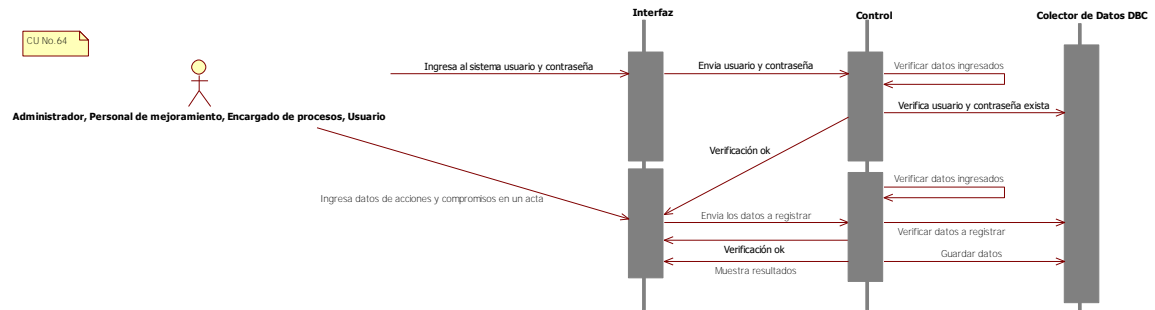 Interfaz
Control
Colector de Datos DBC
CU No.64
Ingresa al sistema usuario y contraseña
Envia usuario y contraseña
Verificar datos ingresados
Administrador, Personal de mejoramiento, Encargado de procesos, Usuario
Verifica usuario y contraseña exista
Verificación ok
Verificar datos ingresados
Ingresa datos de acciones y compromisos en un acta
Envia los datos a registrar
Verificar datos a registrar
Verificación ok
Guardar datos
Muestra resultados